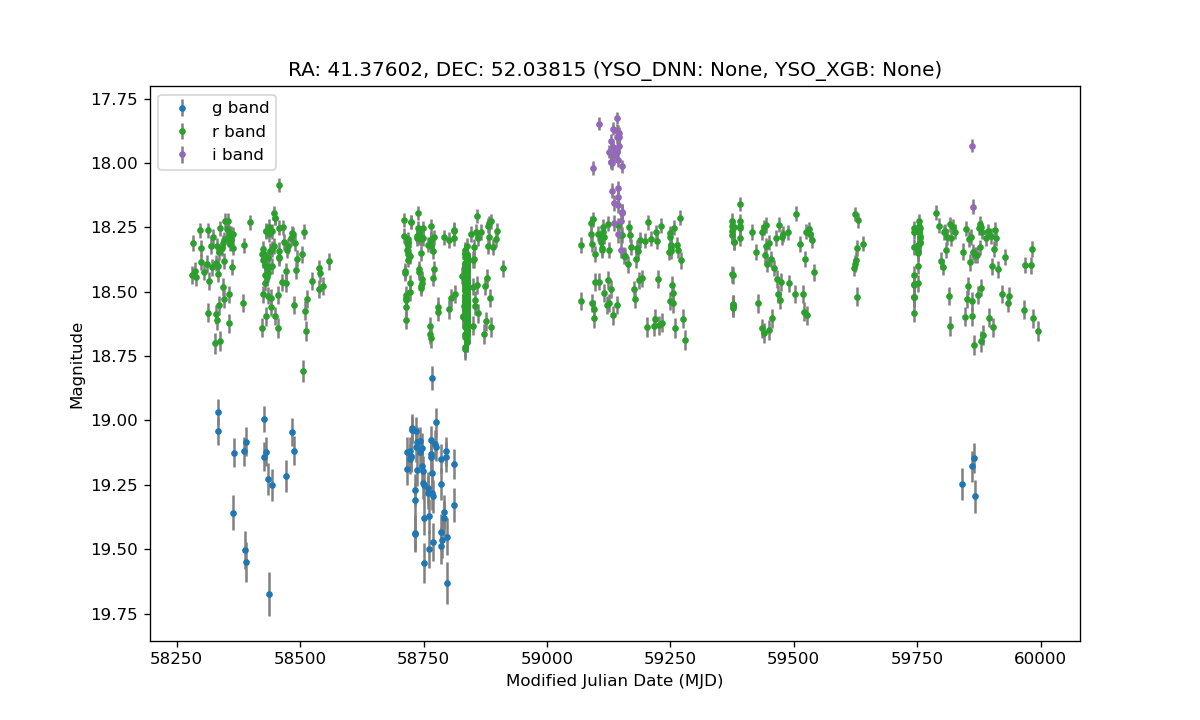 RA: 41.37602, DEC: 52.03815 (YSO_DNN: None, YSO_XGB: None)
g band
r band
i band
Magnitude
17.75
18.00
18.25
18.50
18.75
19.00
19.25
19.50
19.75
58250 58500 58750 59000 59250 59500 59750 60000
Modified Julian Date (MJD)